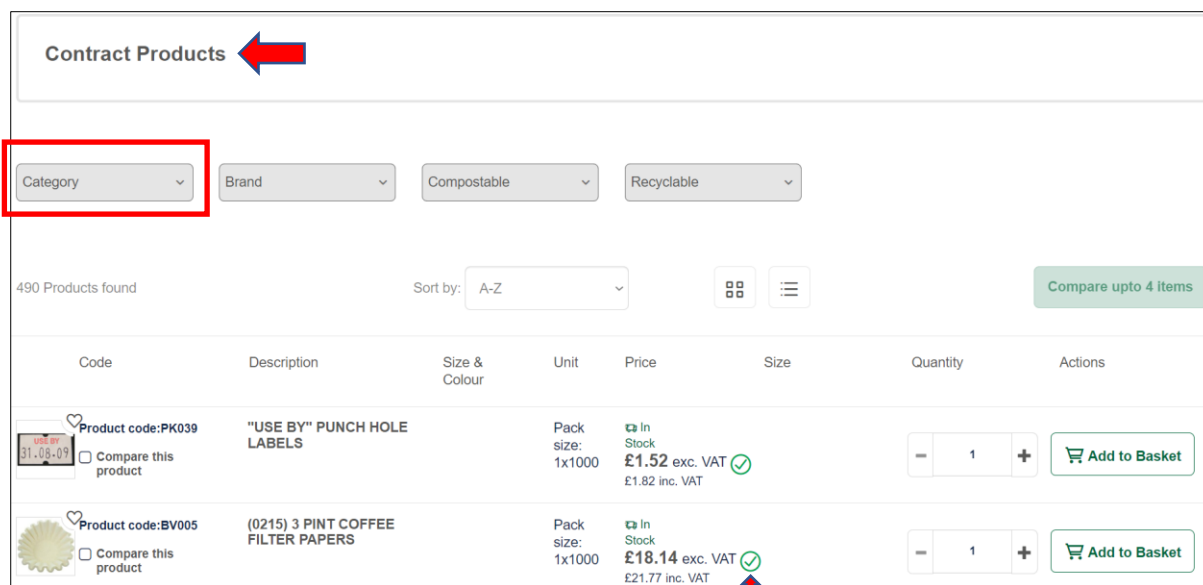 Contract Products
Category
Brand
Compostable
Recyclable
490 Products found
Sort by:
A-Z
Compare upto 4 items
Code
Description
Size &
Colour
Unit
Price
Size
Quantity
Actions
USE BY
31.08.09
Product code:PK039
Compare this
product
"USE BY" PUNCH HOLE
LABELS
Pack
size:
1x1000
In
Stock
£1.52 exc. VAT
£1.82 inc. VAT
1
Add to Basket
Product code:BV005
Compare this
product
(0215) 3 PINT COFFEE
FILTER PAPERS
Pack
size:
1x1000
In
Stock
£18.14 exc. VAT
£21.77 inc. VAT
1
Add to Basket